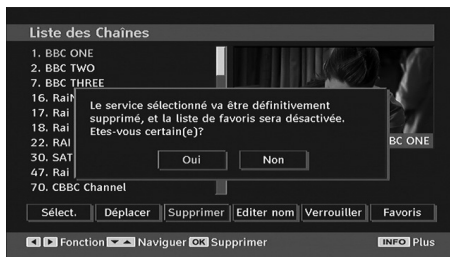 Liste des Chaînes
1. BBC ONE
2. BBC TWO
7. BBC THREE
16. RaiN
17. Rai
18. Rai
22. RAI
30. SAT
47. Rai
70. CBBC Channel
Le service sélectionné va être définitivement
supprimé, et la liste de favoris sera désactivée.
Etes-vous certain(e)?
Oui Non
BC ONE
Sélect. Déplacer Supprimer Editer nom Verrouiller Favoris
Fonction Naviguer OK Supprimer INFO Plus